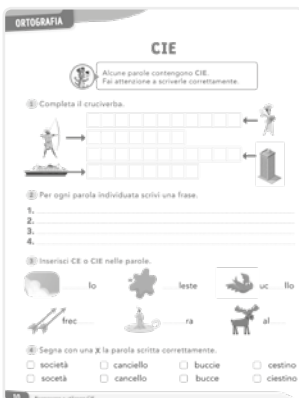 ORTOGRAFIA
CIE
Alcune parole contengono CIE.
Fai attenzione a scriverle correttamente.
1 Completa il cruciverba.
2 Per ogni parola individuata scrivi una frase.
1.
2.
3.
4.
3 Inserisci CE o CIE nelle parole.
lo
leste
uc llo
frec
ra
al
4 Segna con una X la parola scritta correttamente.
società canciello buccie cestino
socetà cancello bucce ciestino